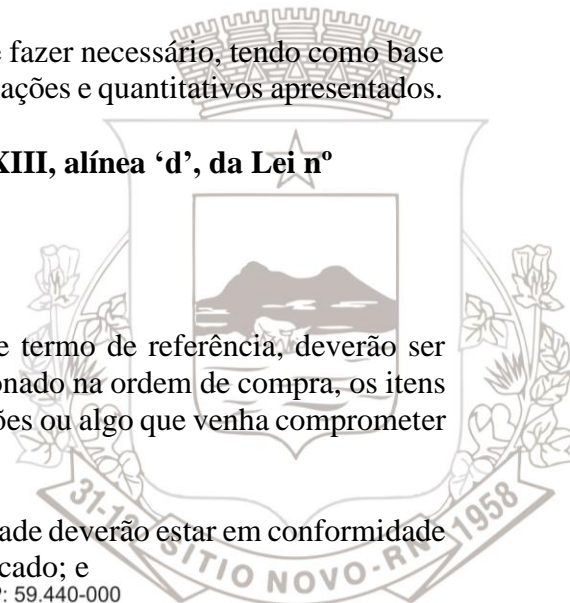 fazer necessário, tendo como base
ações e quantitativos apresentados.
XIII, alínea ‘d’, da Lei nº
e termo de referência, deverão ser
onado na ordem de compra, os itens
ões ou algo que venha comprometer
ade deverão estar em conformidade
cado; e
31-12
SÍTIO NOVO-RN
1958
P: 59.440-000